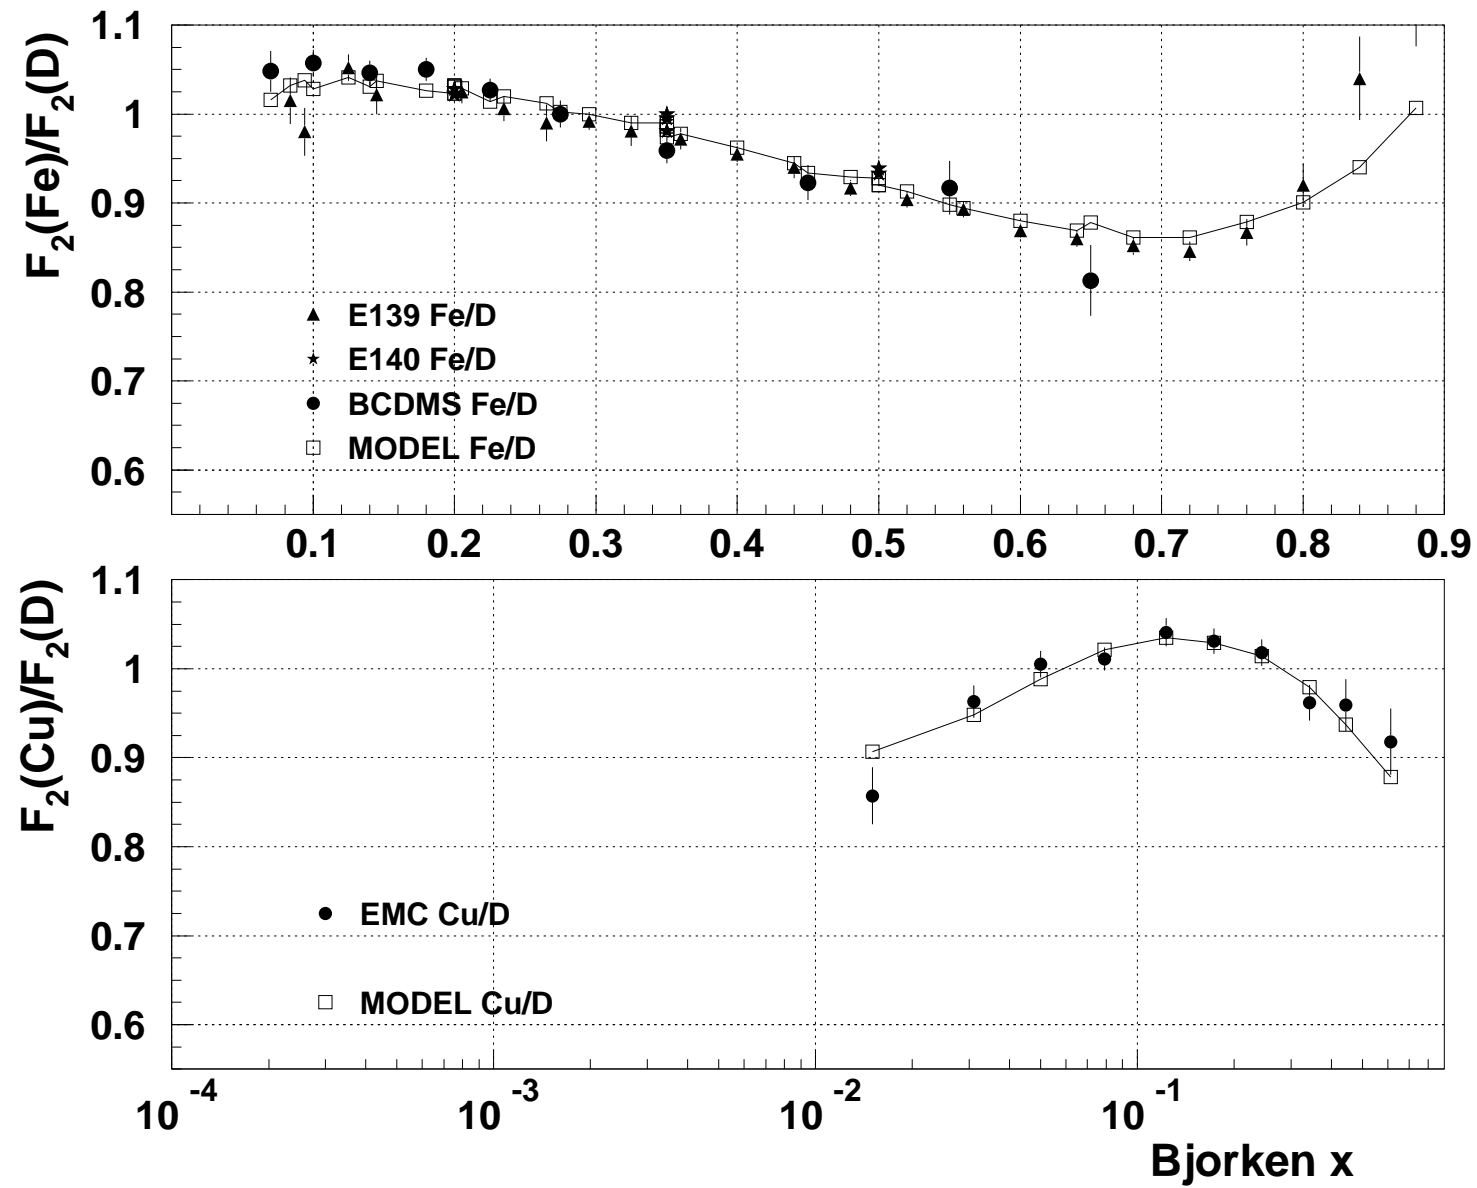 F2(Fe)/F2(D)
1.1
1
0.9
0.8
0.7
0.6
E139 Fe/D
E140 Fe/D
BCDMS Fe/D
MODEL Fe/D
0.1 0.2 0.3 0.4 0.5 0.6 0.7 0.8 0.9
F2(Cu)/F2(D)
1.1
1
0.9
0.8
0.7
0.6
EMC Cu/D
MODEL Cu/D
10^-4 10^-3 10^-2 10^-1
Bjorken x